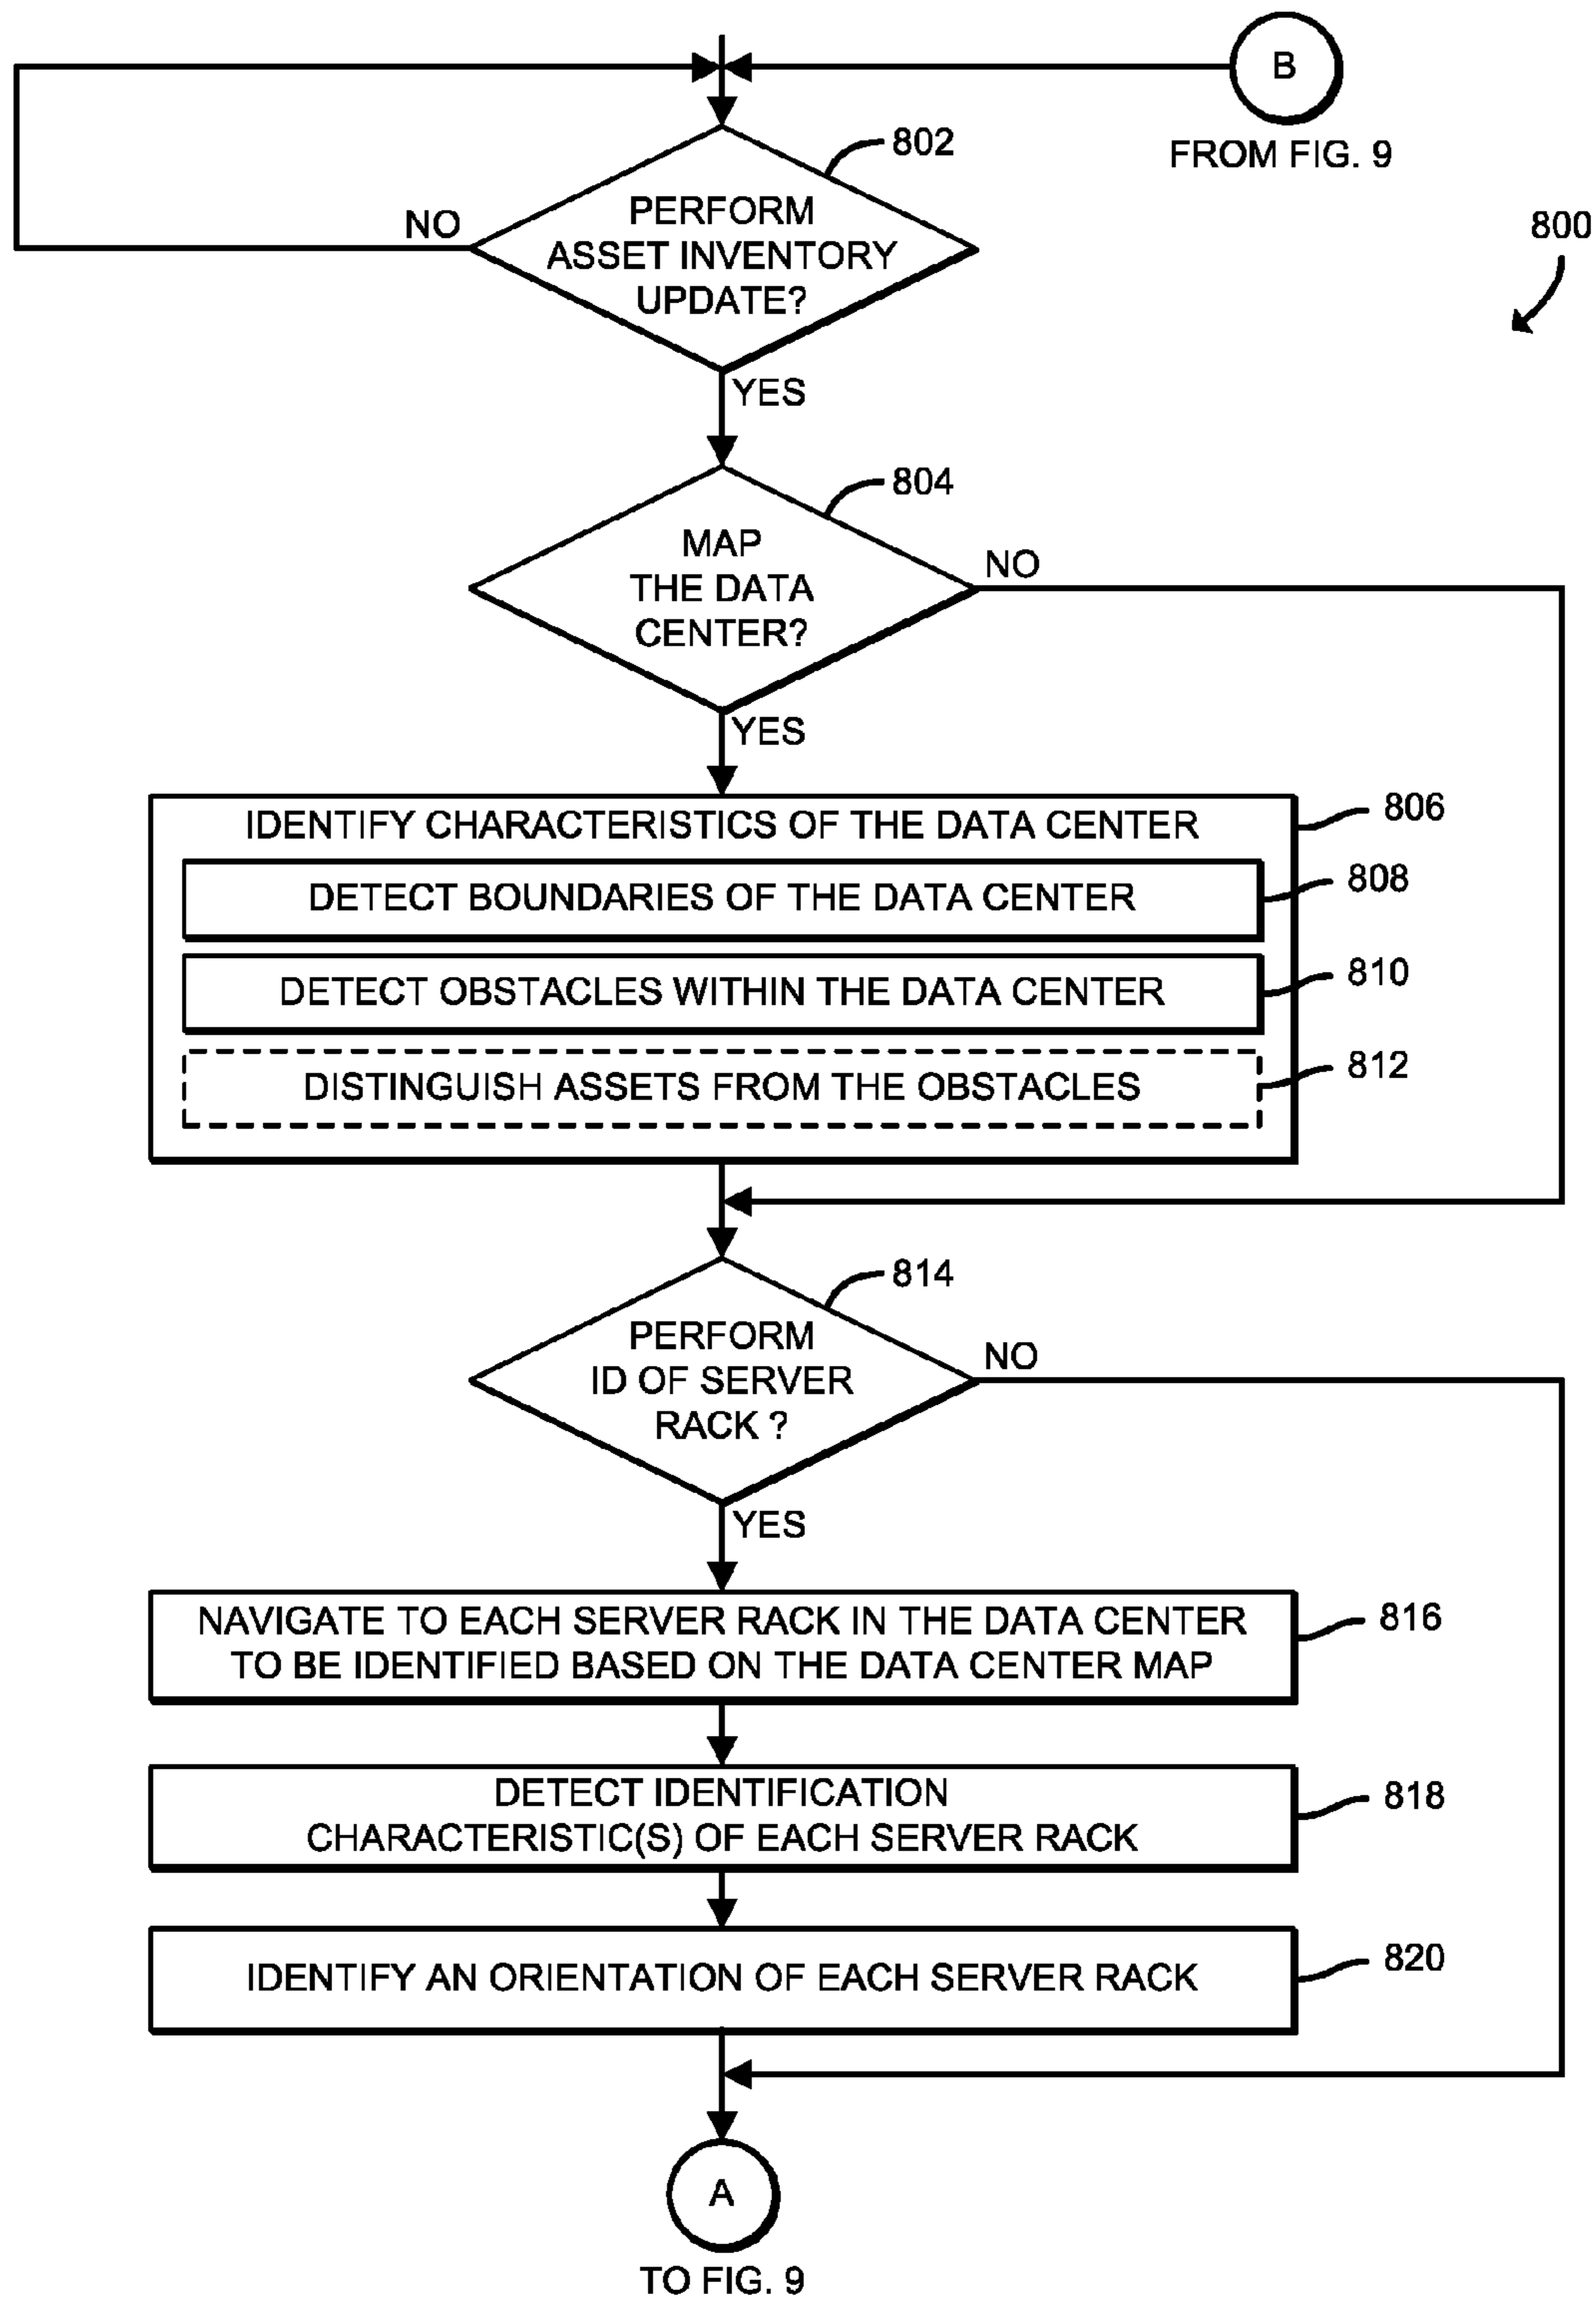 B
FROM FIG. 9
800
802
PERFORM
ASSET INVENTORY
UPDATE?
NO
YES
804
MAP
THE DATA
CENTER?
NO
YES
IDENTIFY CHARACTERISTICS OF THE DATA CENTER
806
DETECT BOUNDARIES OF THE DATA CENTER
808
DETECT OBSTACLES WITHIN THE DATA CENTER
810
DISTINGUISH ASSETS FROM THE OBSTACLES
812
814
PERFORM
ID OF SERVER
RACK ?
NO
YES
NAVIGATE TO EACH SERVER RACK IN THE DATA CENTER
TO BE IDENTIFIED BASED ON THE DATA CENTER MAP
816
DETECT IDENTIFICATION
CHARACTERISTIC(S) OF EACH SERVER RACK
818
IDENTIFY AN ORIENTATION OF EACH SERVER RACK
820
A
TO FIG. 9